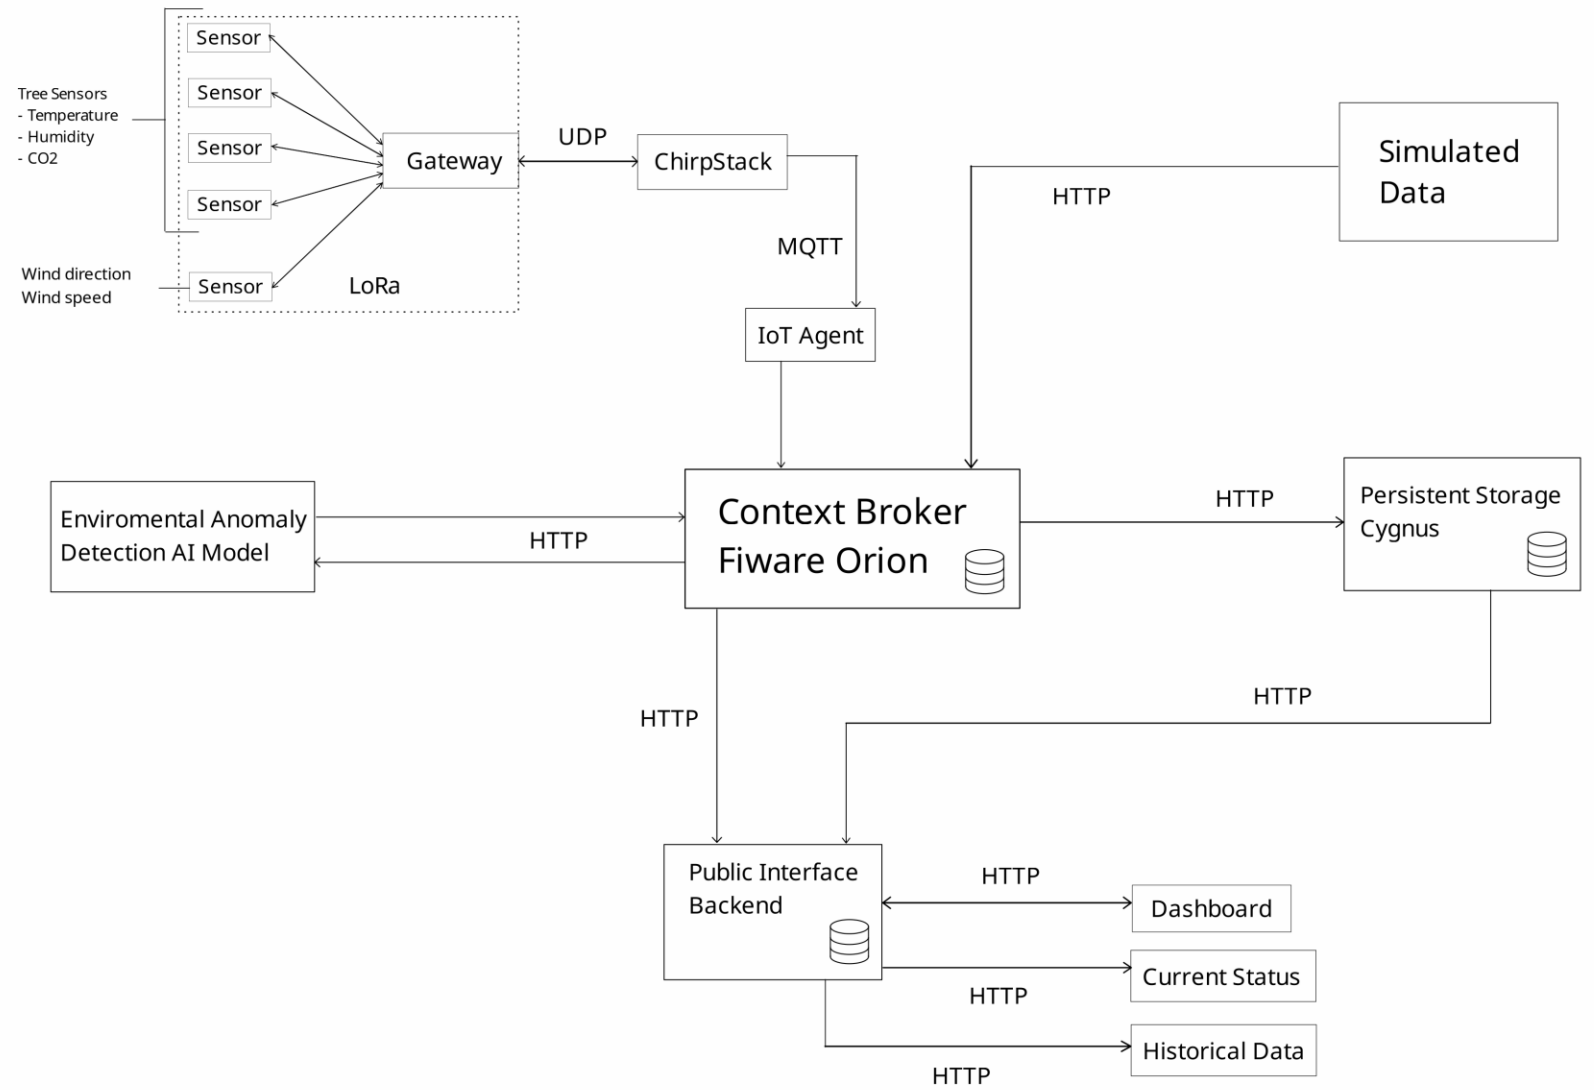 Sensor
Sensor
Sensor
Sensor
Sensor
Tree Sensors
- Temperature
- Humidity
- CO2
Wind direction
Wind speed
LoRa
Gateway
UDP
ChirpStack
MQTT
IoT Agent
HTTP
Simulated
Data
Enviromental Anomaly
Detection AI Model
HTTP
Context Broker
Fiware Orion
HTTP
Persistent Storage
Cygnus
HTTP
HTTP
Public Interface
Backend
HTTP
Dashboard
HTTP
Current Status
HTTP
Historical Data